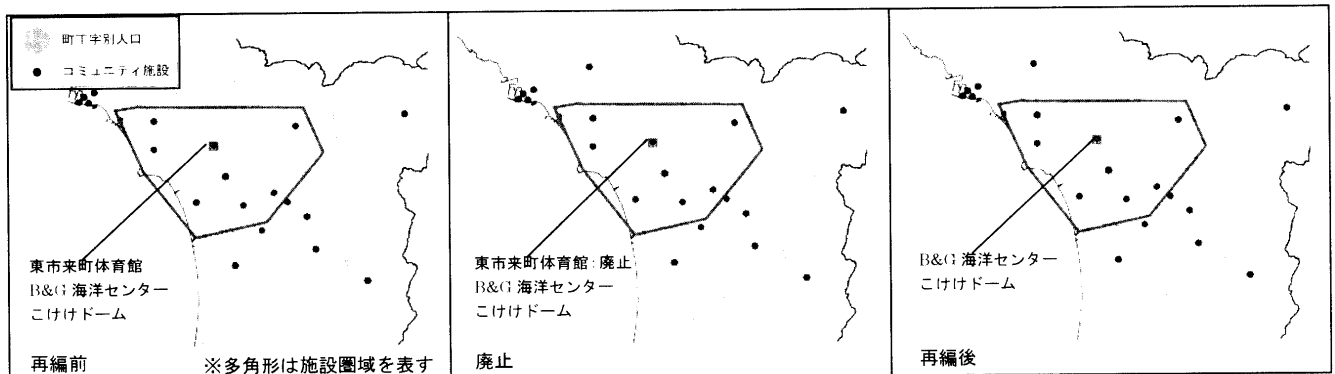 町丁字別人口
コミュニティ施設
東市来町体育館
B&G 海洋センター
こけけドーム
再編前
※多角形は施設圏域を表す
東市来町体育館:廃止
B&G 海洋センター
こけけドーム
廃止
B&G 海洋センター
こけけドーム
再編後